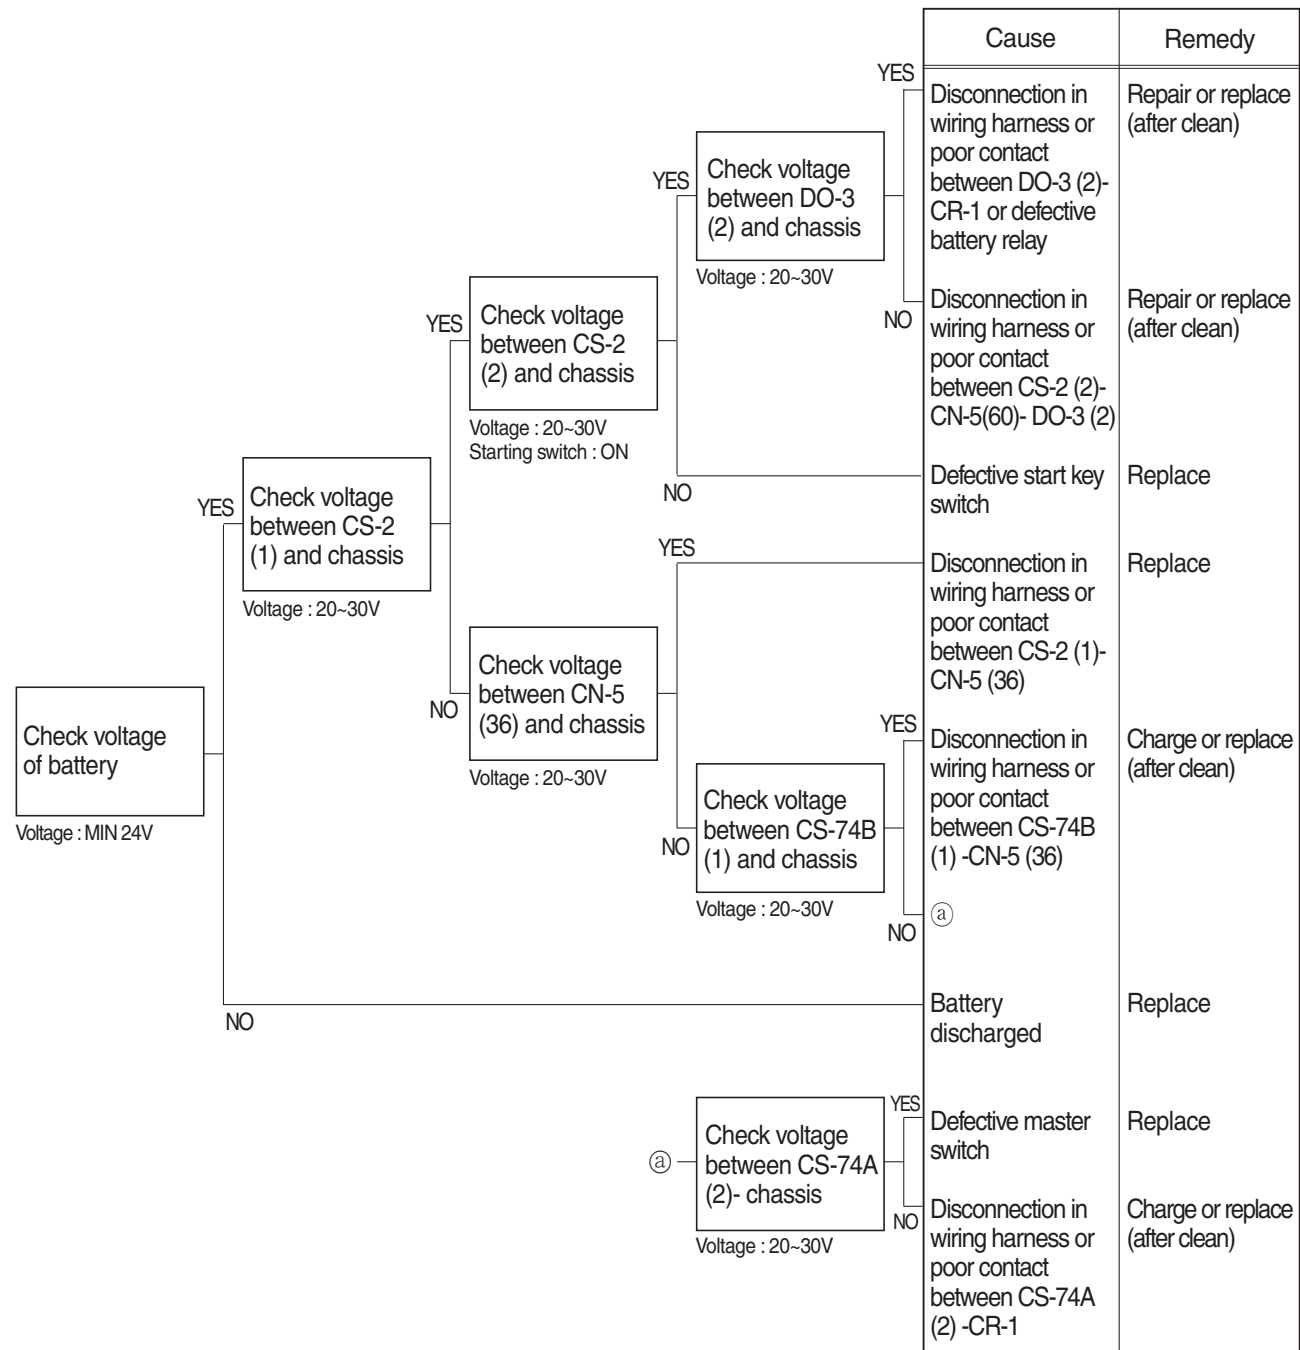 Cause
Remedy
YES
Disconnection in
wiring harness or
poor contact
between DO-3 (2)-
CR-1 or defective
battery relay
Repair or replace
(after clean)
YES
Check voltage
between DO-3
(2) and chassis
Voltage : 20~30V
NO
Disconnection in
wiring harness or
poor contact
between CS-2 (2)-
CN-5(60)- DO-3 (2)
Repair or replace
(after clean)
YES
Check voltage
between CS-2
(2) and chassis
Voltage : 20~30V
Starting switch : ON
NO
Defective start key
switch
Replace
YES
Check voltage
between CS-2
(1) and chassis
Voltage : 20~30V
YES
Disconnection in
wiring harness or
poor contact
between CS-2 (1)-
CN-5 (36)
Replace
NO
Check voltage
between CN-5
(36) and chassis
Voltage : 20~30V
Check voltage
of battery
Voltage : MIN 24V
YES
Disconnection in
wiring harness or
poor contact
between CS-74B
(1) -CN-5 (36)
Charge or replace
(after clean)
NO
Check voltage
between CS-74B
(1) and chassis
Voltage : 20~30V
NO
ⓐ
NO
Battery
discharged
Replace
ⓐ
Check voltage
between CS-74A
(2)- chassis
Voltage : 20~30V
YES
Defective master
switch
Replace
NO
Disconnection in
wiring harness or
poor contact
between CS-74A
(2) -CR-1
Charge or replace
(after clean)